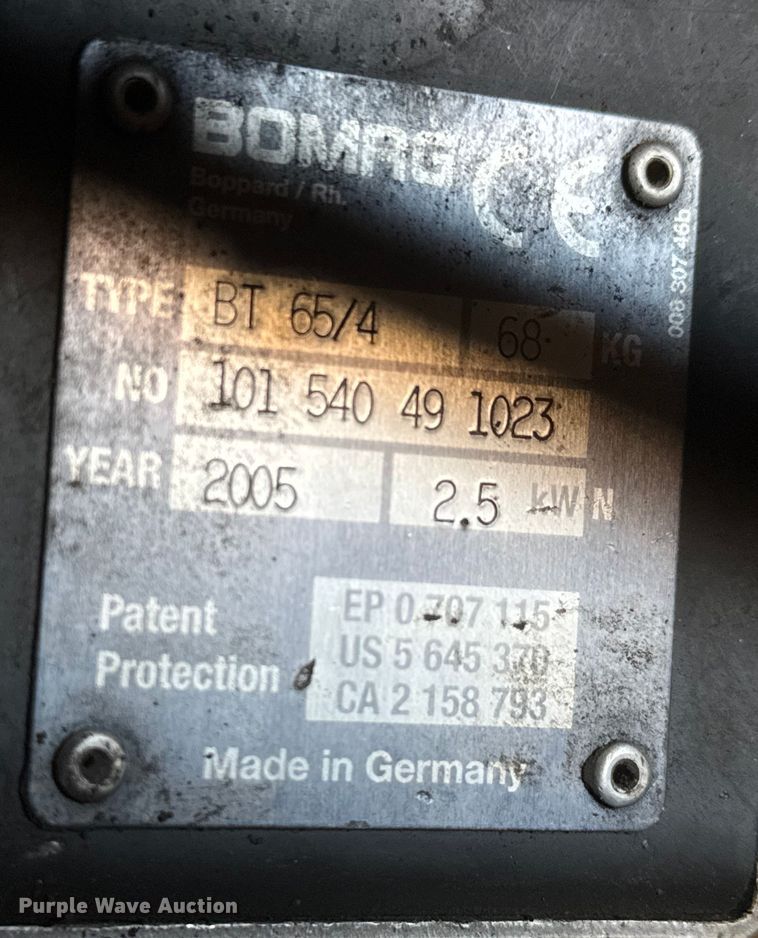 BOMAG CE
Boppard / Rh.
Germany
008 307 46b
TYPE BT 65/4 68 KG
NO 101 540 49 1023
YEAR 2005 2.5 kW N
Patent Protection
EP 0 707 115
US 5 645 370
CA 2 158 793
Made in Germany
Purple Wave Auction